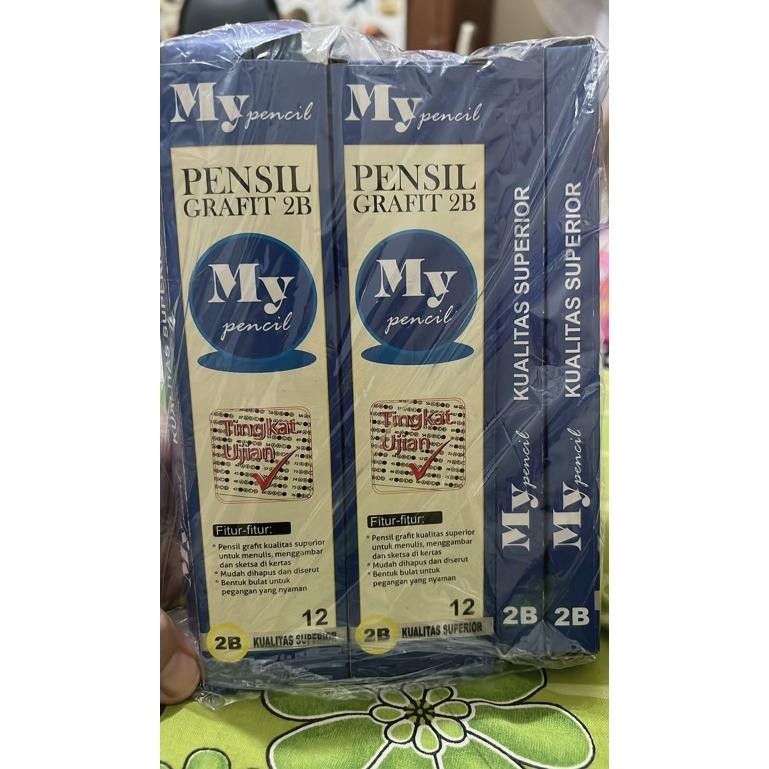 My pencil
PENSIL
GRAFIT 2B
My
pencil
Tingkat
Ujian
Fitur-fitur:
* Pensil grafit kualitas superior
untuk menulis, menggambar
dan sketsa di kertas
* Mudah dihapus dan diserut
* Bentuk bulat untuk
pegangan yang nyaman
12
2B KUALITAS SUPERIOR
My pencil
PENSIL
GRAFIT 2B
My
pencil
Tingkat
Ujian
Fitur-fitur:
* Pensil grafit kualitas superior
untuk menulis, menggambar
dan sketsa di kertas
* Mudah dihapus dan diserut
* Bentuk bulat untuk
pegangan yang nyaman
12
2B KUALITAS SUPERIOR
My pencil KUALITAS SUPERIOR
2B
My pencil KUALITAS SUPERIOR
2B